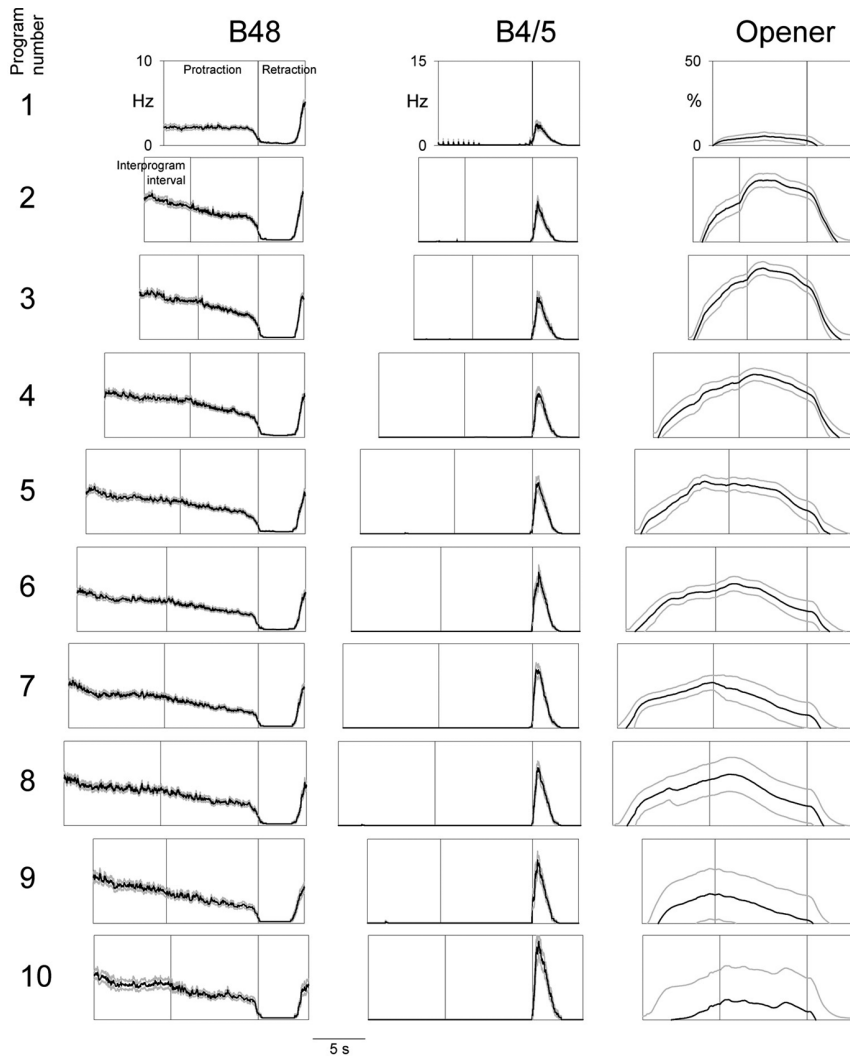 Program
number
B48
B4/5
Opener
1
10
Hz
0
Protraction
Retraction
15
Hz
0
50
%
0
2
Interprogram
interval
3
4
5
6
7
8
9
10
5 s